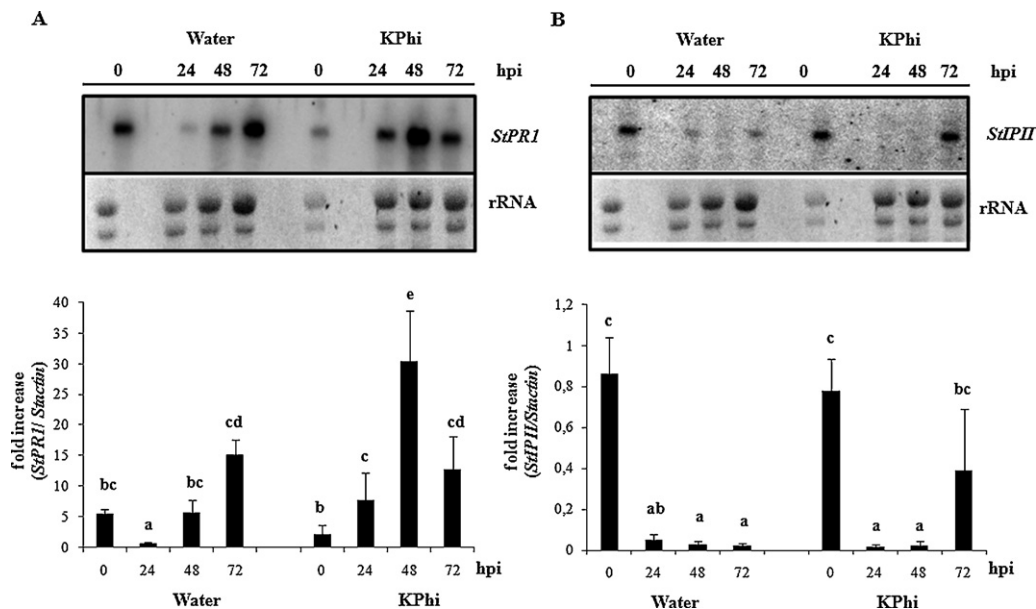 A
Water KPhi
0 24 48 72 0 24 48 72 hpi
StPR1
rRNA
40
35
30
25
20
15
10
5
0
fold increase
(StPR1/ Stactin)
bc a bc cd b c e cd
0 24 48 72 0 24 48 72 hpi
Water KPhi
B
Water KPhi
0 24 48 72 0 24 48 72 hpi
StIPII
rRNA
1,2
1
0,8
0,6
0,4
0,2
0
fold increase
(StIPII/Stactin)
c ab a a c a a bc
0 24 48 72 0 24 48 72 hpi
Water KPhi